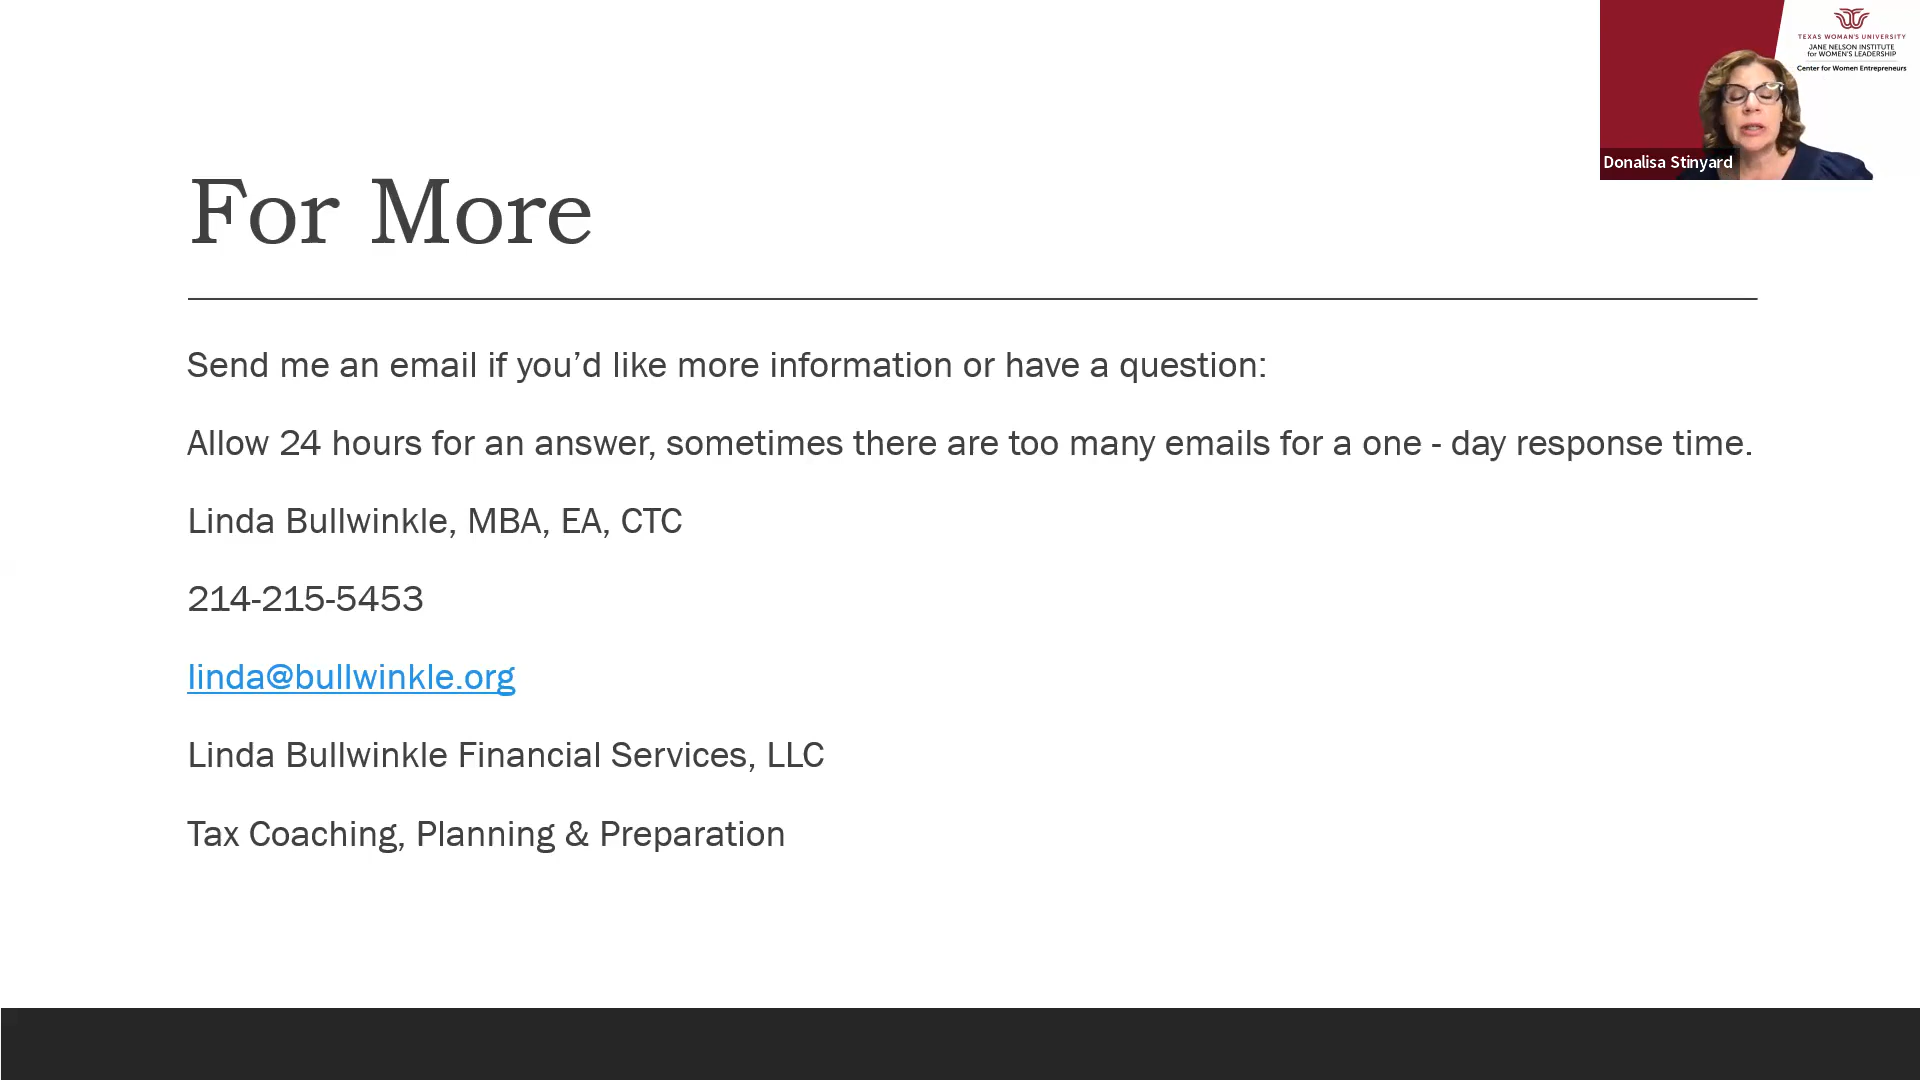 TEXAS WOMAN'S UNIVERSITY
JANE NELSON INSTITUTE
for WOMEN'S LEADERSHIP
Center for Women Entrepreneurs
Donalisa Stinyard
For More
Send me an email if you’d like more information or have a question:
Allow 24 hours for an answer, sometimes there are too many emails for a one - day response time.
Linda Bullwinkle, MBA, EA, CTC
214-215-5453
linda@bullwinkle.org
Linda Bullwinkle Financial Services, LLC
Tax Coaching, Planning & Preparation